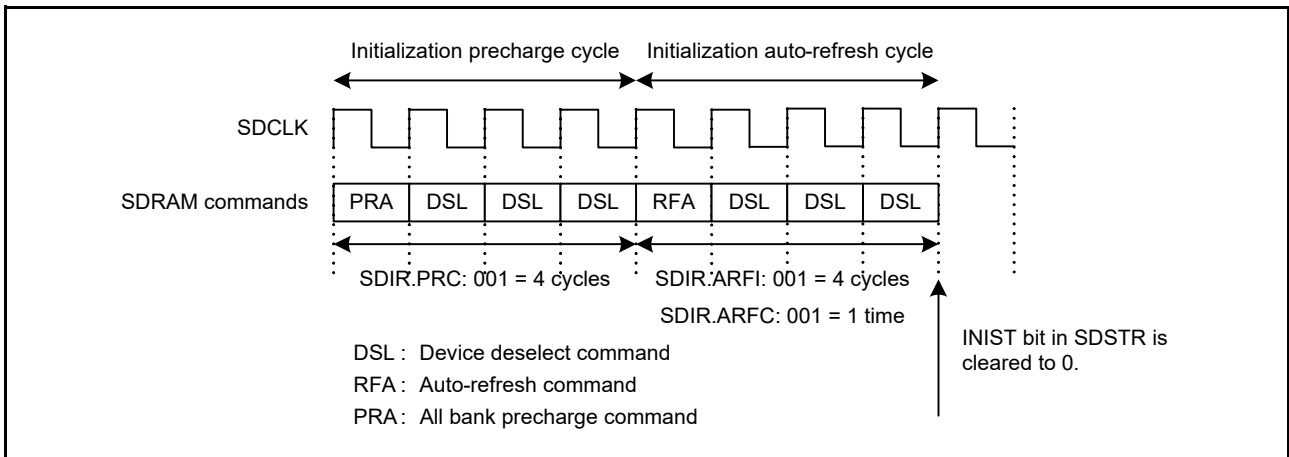 Initialization precharge cycle Initialization auto-refresh cycle
SDCLK
SDRAM commands PRA DSL DSL DSL RFA DSL DSL DSL
SDIR.PRC: 001 = 4 cycles SDIR.ARFI: 001 = 4 cycles
SDIR.ARFC: 001 = 1 time
INIST bit in SDSTR is
cleared to 0.
DSL : Device deselect command
RFA : Auto-refresh command
PRA : All bank precharge command